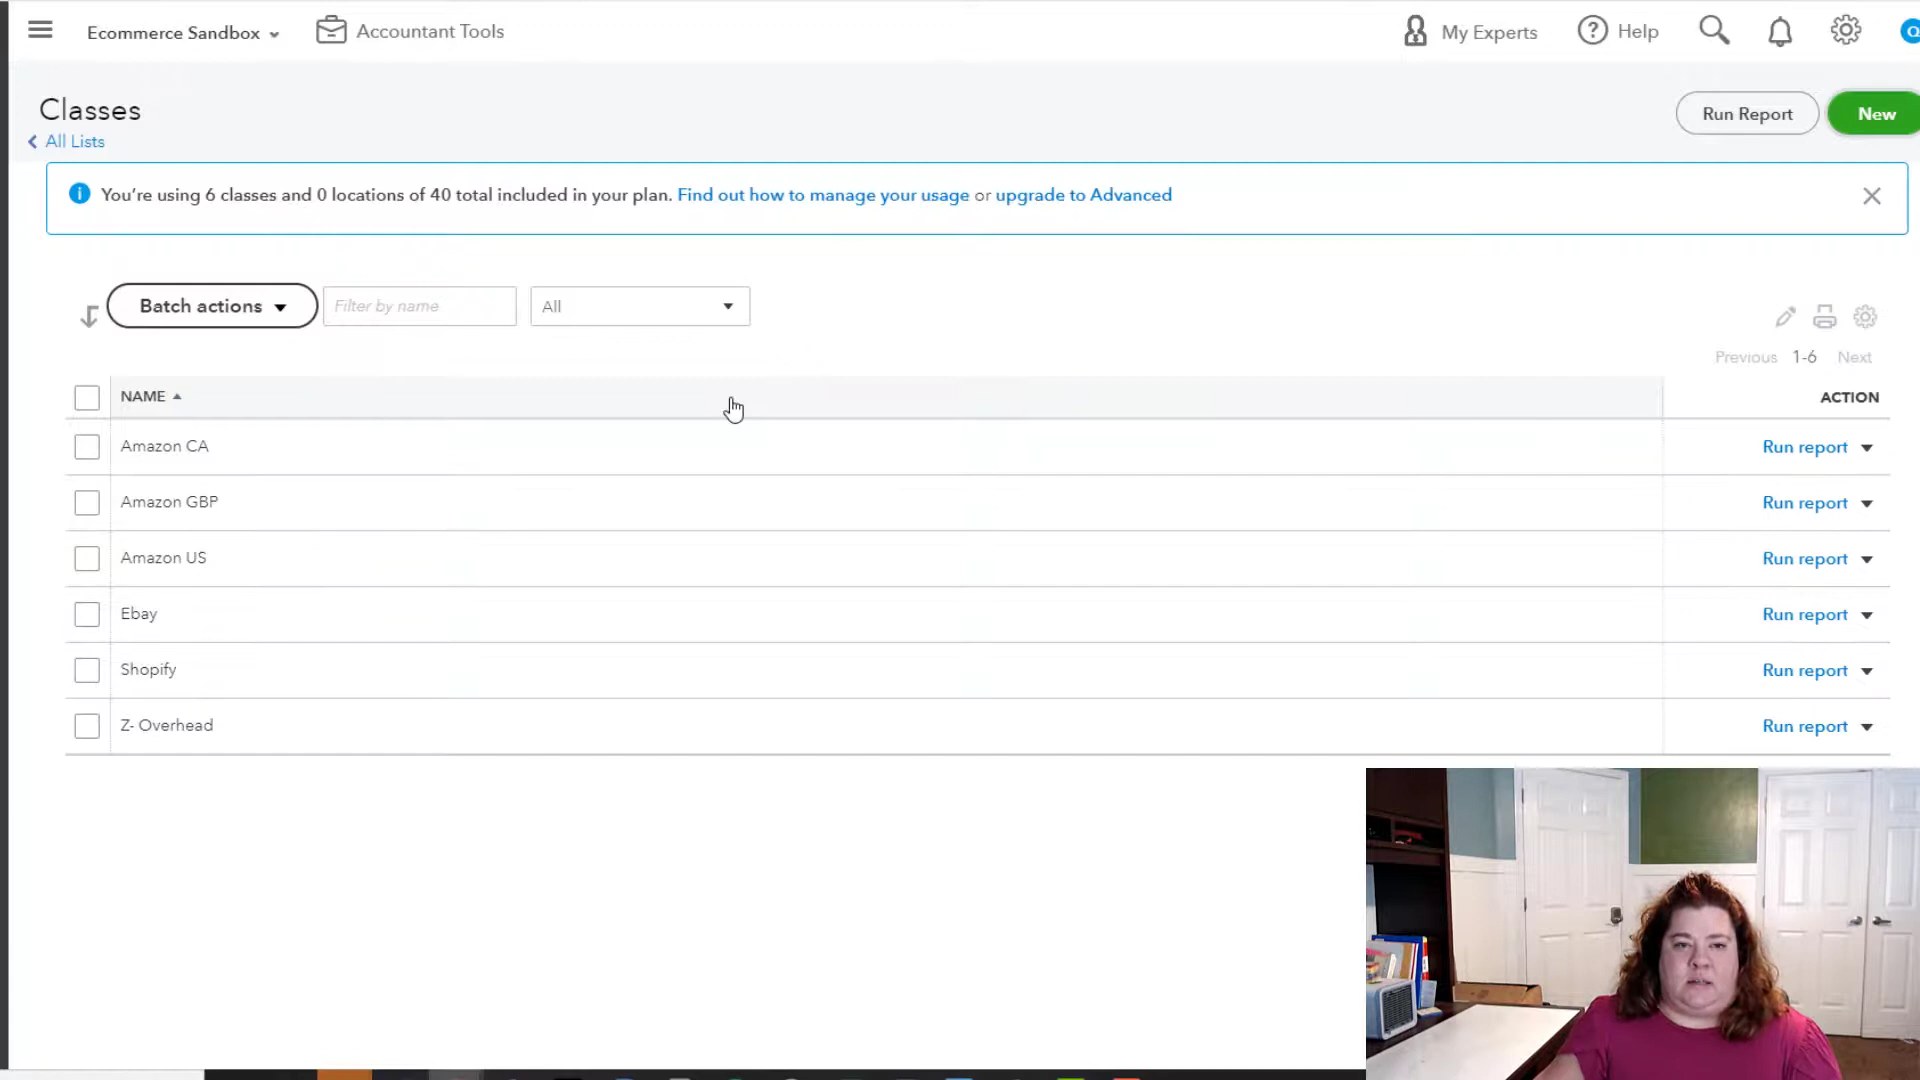 Ecommerce Sandbox
Accountant Tools
My Experts
Help
Q
Classes
All Lists
Run Report
New
You're using 6 classes and 0 locations of 40 total included in your plan. Find out how to manage your usage or upgrade to Advanced
Batch actions
Filter by name
All
Previous 1-6 Next
NAME
ACTION
Amazon CA
Run report
Amazon GBP
Run report
Amazon US
Run report
Ebay
Run report
Shopify
Run report
Z- Overhead
Run report